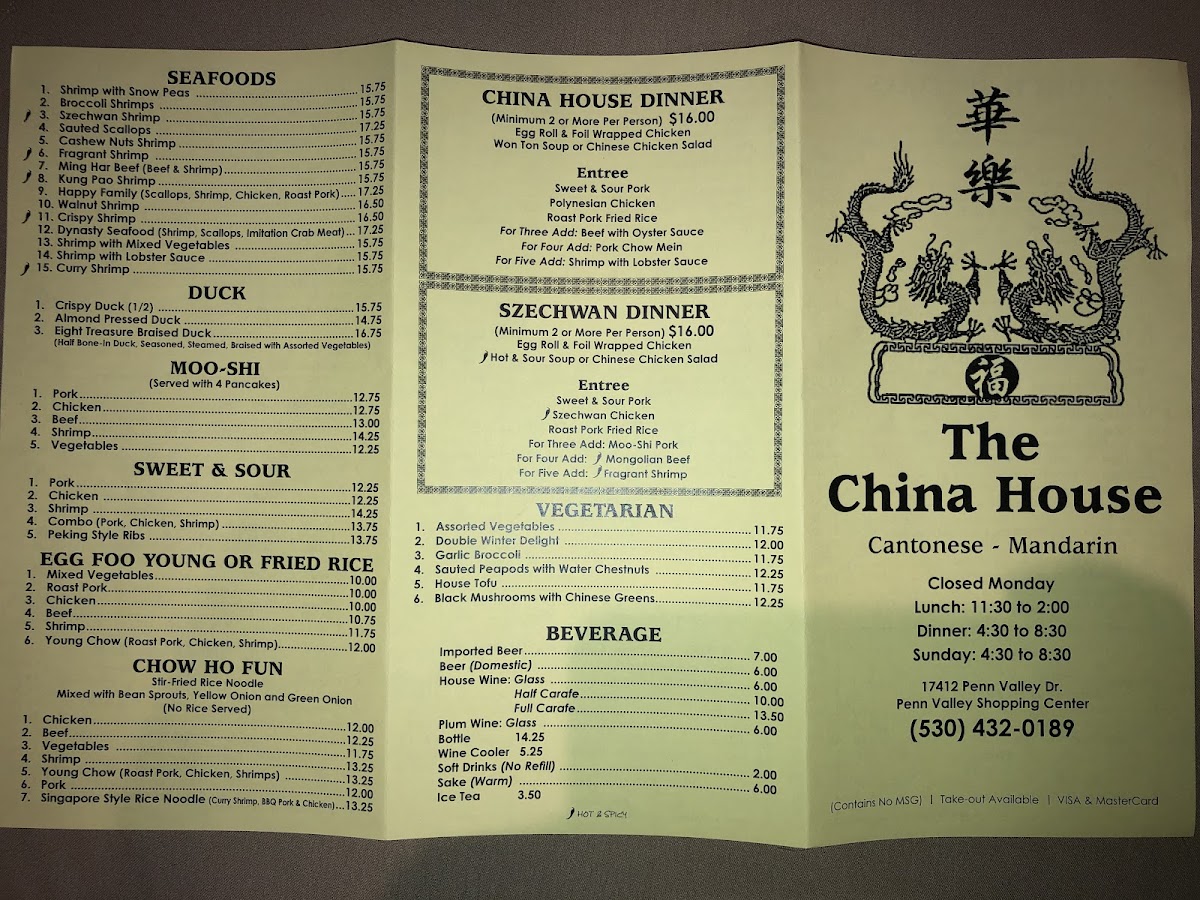 SEAFOODS
1. Shrimp with Snow Peas 15.75
2. Broccoli Shrimps 15.75
3. Szechwan Shrimp 15.75
4. Sauted Scallops 17.25
5. Cashew Nuts Shrimp 15.75
6. Fragrant Shrimp 15.75
7. Ming Har Beef (Beef & Shrimp) 15.75
8. Kung Pao Shrimp 15.75
9. Happy Family (Scallops, Shrimp, Chicken, Roast Pork) 17.25
10. Walnut Shrimp 16.50
11. Crispy Shrimp 16.50
12. Dynasty Seafood (Shrimp, Scallops, Imitation Crab Meat) 17.25
13. Shrimp with Mixed Vegetables 15.75
14. Shrimp with Lobster Sauce 15.75
15. Curry Shrimp 15.75
DUCK
1. Crispy Duck (1/2) 15.75
2. Almond Pressed Duck 14.75
3. Eight Treasure Braised Duck 16.75
(Half Bone-In Duck, Seasoned, Steamed, Braised with Assorted Vegetables)
MOO-SHI
(Served with 4 Pancakes)
1. Pork 12.75
2. Chicken 12.75
3. Beef 13.00
4. Shrimp 14.25
5. Vegetables 12.25
SWEET & SOUR
1. Pork 12.25
2. Chicken 12.25
3. Shrimp 14.25
4. Combo (Pork, Chicken, Shrimp) 13.75
5. Peking Style Ribs 13.75
EGG FOO YOUNG OR FRIED RICE
1. Mixed Vegetables 10.00
2. Roast Pork 10.00
3. Chicken 10.00
4. Beef 10.75
5. Shrimp 11.75
6. Young Chow (Roast Pork, Chicken, Shrimp) 12.00
CHOW HO FUN
Stir-Fried Rice Noodle
Mixed with Bean Sprouts, Yellow Onion and Green Onion
(No Rice Served)
1. Chicken 12.00
2. Beef 12.25
3. Vegetables 11.75
4. Shrimp 13.25
5. Young Chow (Roast Pork, Chicken, Shrimps) 13.25
6. Pork 12.00
7. Singapore Style Rice Noodle (Curry Shrimp, BBQ Pork & Chicken) 13.25
CHINA HOUSE DINNER
(Minimum 2 or More Per Person) $16.00
Egg Roll & Foil Wrapped Chicken
Won Ton Soup or Chinese Chicken Salad
Entree
Sweet & Sour Pork
Polynesian Chicken
Roast Pork Fried Rice
For Three Add: Beef with Oyster Sauce
For Four Add: Pork Chow Mein
For Five Add: Shrimp with Lobster Sauce
SZECHWAN DINNER
(Minimum 2 or More Per Person) $16.00
Egg Roll & Foil Wrapped Chicken
Hot & Sour Soup or Chinese Chicken Salad
Entree
Sweet & Sour Pork
Szechwan Chicken
Roast Pork Fried Rice
For Three Add: Moo-Shi Pork
For Four Add: Mongolian Beef
For Five Add: Fragrant Shrimp
VEGETARIAN
1. Assorted Vegetables 11.75
2. Double Winter Delight 12.00
3. Garlic Broccoli 11.75
4. Sauted Peapods with Water Chestnuts 12.25
5. House Tofu 11.75
6. Black Mushrooms with Chinese Greens 12.25
BEVERAGE
Imported Beer 7.00
Beer (Domestic) 6.00
House Wine: Glass 6.00
Half Carafe 10.00
Full Carafe 13.50
Plum Wine: Glass 6.00
Bottle 14.25
Wine Cooler 5.25
Soft Drinks (No Refill) 2.00
Sake (Warm) 6.00
Ice Tea 3.50
HOT & SPICY
華
樂
福
The
China House
Cantonese - Mandarin
Closed Monday
Lunch: 11:30 to 2:00
Dinner: 4:30 to 8:30
Sunday: 4:30 to 8:30
17412 Penn Valley Dr.
Penn Valley Shopping Center
(530) 432-0189
(Contains No MSG) | Take-out Available | VISA & MasterCard